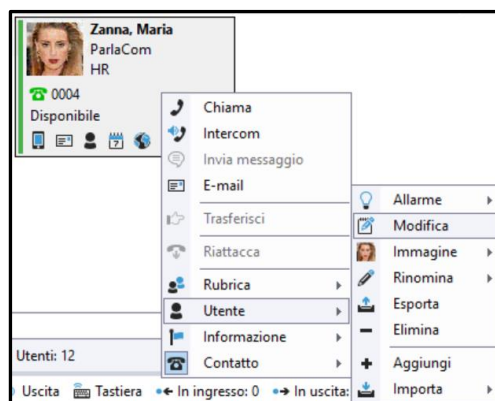 Zanna, Maria
ParlaCom
HR
0004
Disponibile
7
Chiama
Intercom
Invia messaggio
E-mail
Trasferisci
Riattacca
Rubrica
Utente
Informazione
Contatto
Allarme
Modifica
Immagine
Rinomina
Esporta
Elimina
Aggiungi
Importa
Utenti: 12
Uscita Tastiera In ingresso: 0 In uscita: